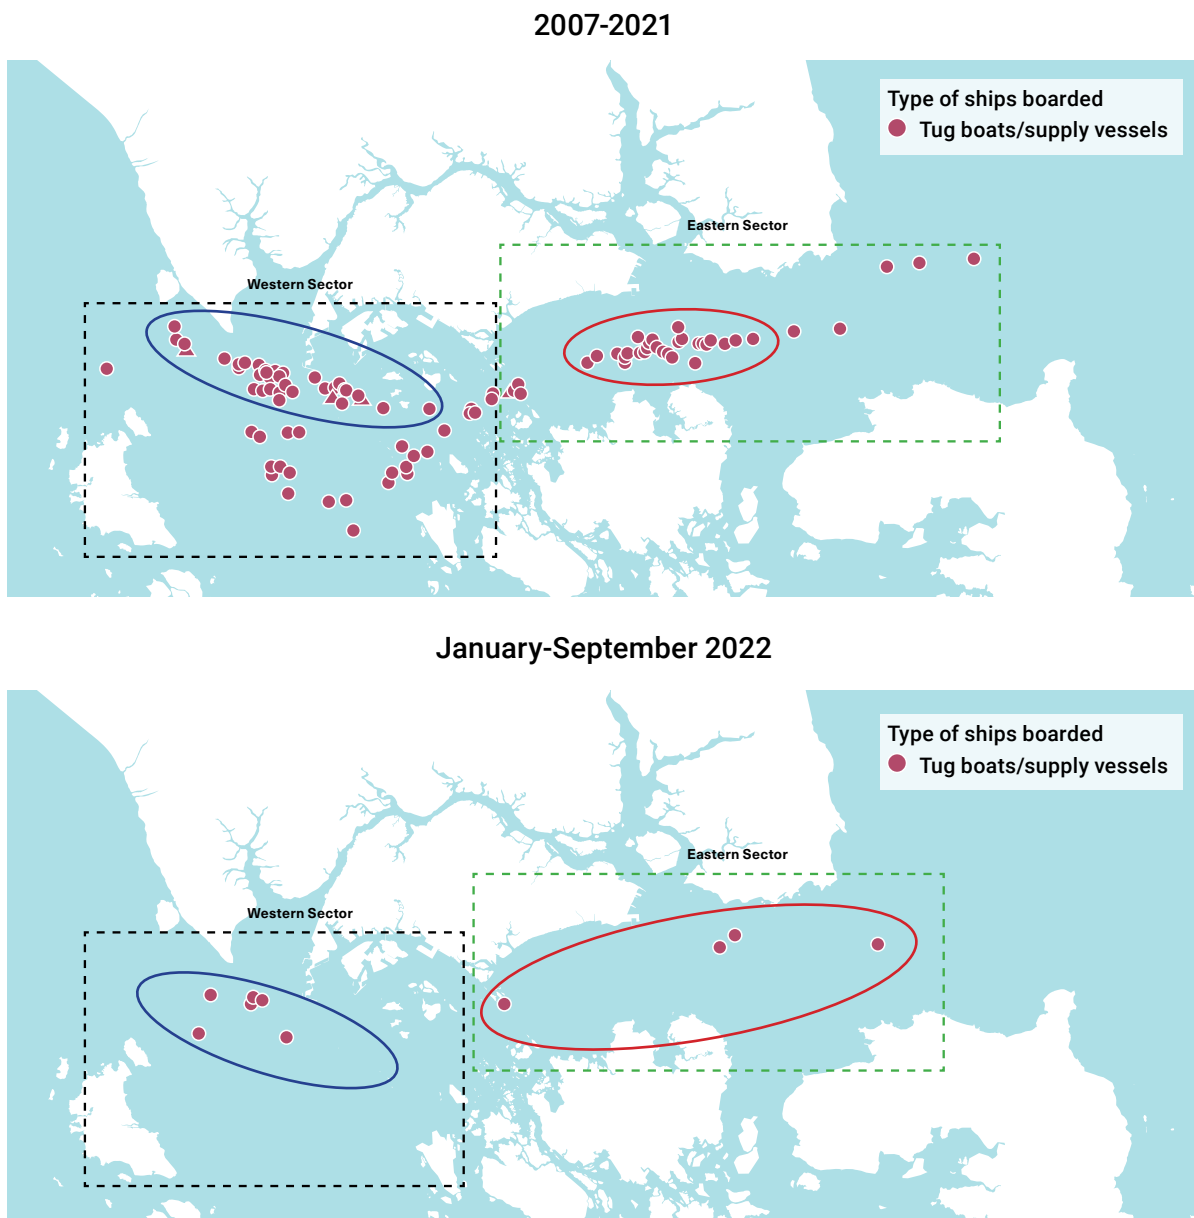 2007-2021
Type of ships boarded
Tug boats/supply vessels
Eastern Sector
Western Sector
January-September 2022
Type of ships boarded
Tug boats/supply vessels
Eastern Sector
Western Sector